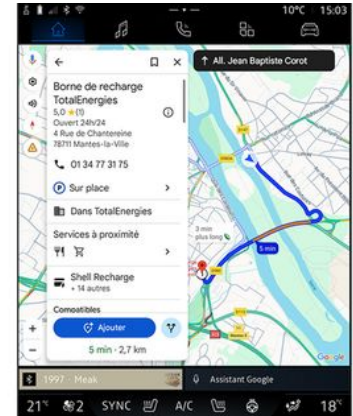 10°C 15:03
All. Jean Baptiste Corot
Borne de recharge
TotalEnergies
5,0 ★(1)
Ouvert 24h/24
4 Rue de Chantereine
78711 Mantes-la-Ville
01 34 77 31 75
Sur place
Dans TotalEnergies
Services à proximité
Shell Recharge
+ 14 autres
Compatibles
Ajouter
5 min · 2,7 km
3 min
plus long
5 min
Google
1997 · Meak
Assistant Google
21° 2 SYNC A/C 18°